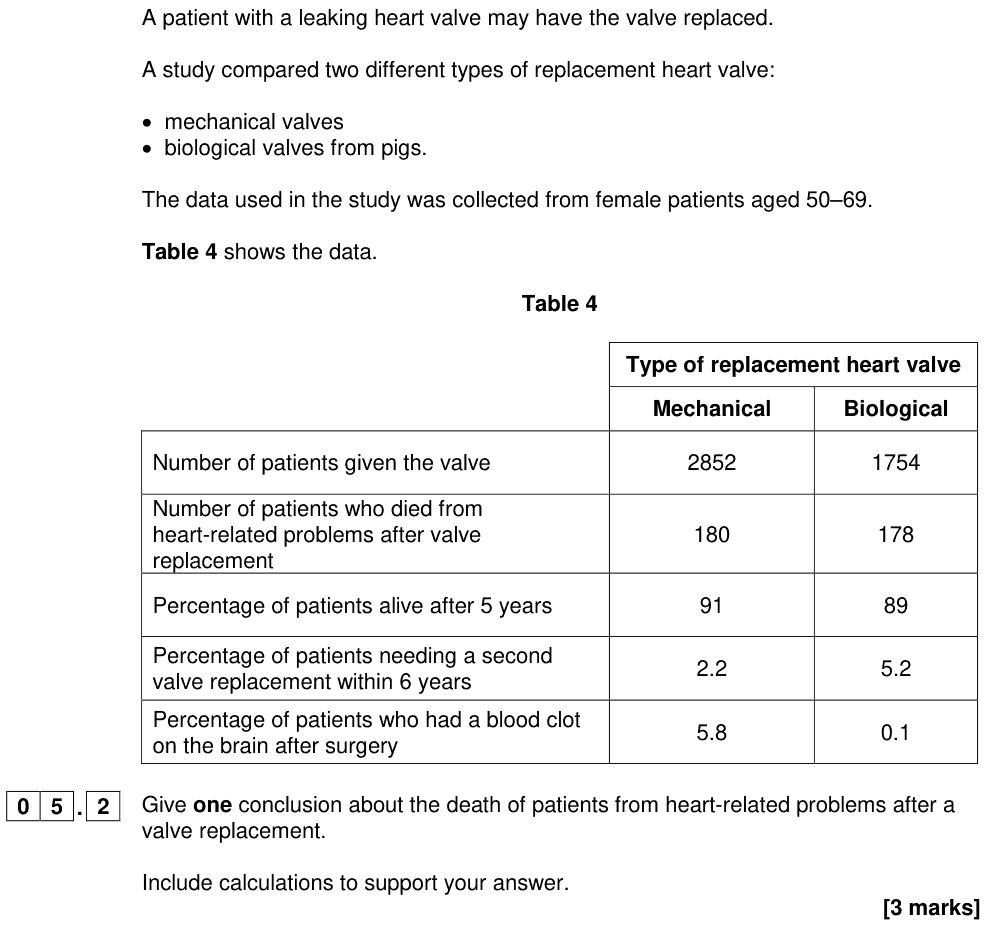 A patient with a leaking heart valve may have the valve replaced.
A study compared two different types of replacement heart valve:
• mechanical valves
• biological valves from pigs.
The data used in the study was collected from female patients aged 50–69.
Table 4 shows the data.
Table 4
Type of replacement heart valve
Mechanical Biological
Number of patients given the valve 2852 1754
Number of patients who died from
heart-related problems after valve 180 178
replacement
Percentage of patients alive after 5 years 91 89
Percentage of patients needing a second
valve replacement within 6 years 2.2 5.2
Percentage of patients who had a blood clot
on the brain after surgery 5.8 0.1
0 5 . 2 Give one conclusion about the death of patients from heart-related problems after a
valve replacement.
Include calculations to support your answer.
[3 marks]